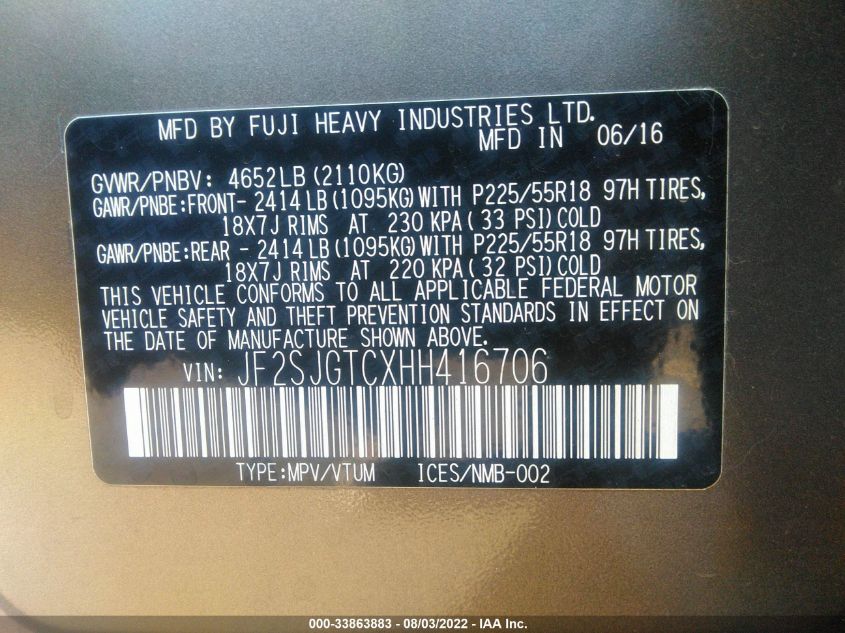 MFD BY FUJI HEAVY INDUSTRIES LTD.
MFD IN 06/16
GVWR/PNBV: 4652LB (2110KG)
GAWR/PNBE:FRONT- 2414LB (1095KG) WITH P225/55R18 97H TIRES,
18X7J RIMS AT 230 KPA (33 PSI) COLD
GAWR/PNBE:REAR - 2414LB (1095KG) WITH P225/55R18 97H TIRES,
18X7J RIMS AT 220 KPA (32 PSI) COLD
THIS VEHICLE CONFORMS TO ALL APPLICABLE FEDERAL MOTOR
VEHICLE SAFETY AND THEFT PREVENTION STANDARDS IN EFFECT ON
THE DATE OF MANUFACTURE SHOWN ABOVE.
VIN: JF2SJGTCXHH416706
TYPE:MPV/VTUM ICES/NMB-002
000-33863883 - 08/03/2022 - IAA Inc.